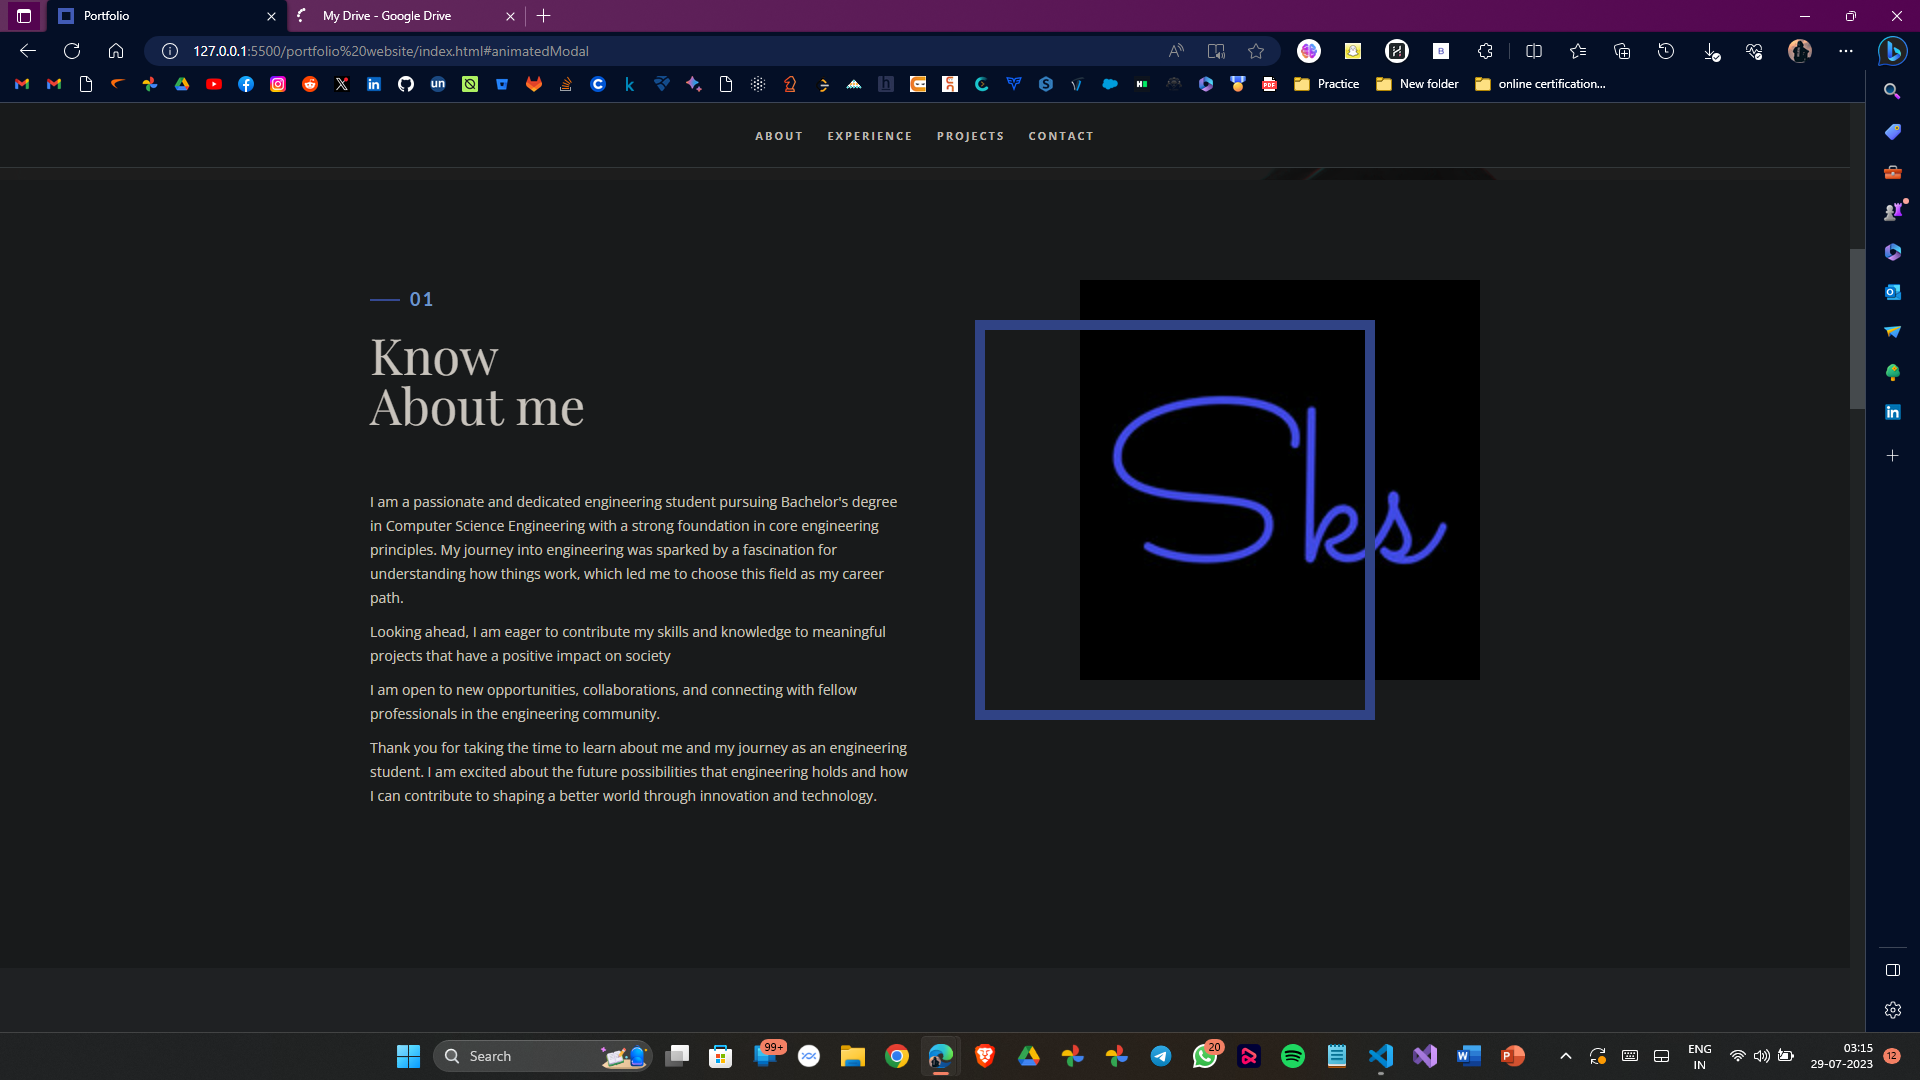 Portfolio
My Drive - Google Drive
127.0.0.1:5500/portfolio%20website/index.html#animatedModal
Practice
New folder
online certification...
ABOUT EXPERIENCE PROJECTS CONTACT
01
Know
About me
I am a passionate and dedicated engineering student pursuing Bachelor's degree
in Computer Science Engineering with a strong foundation in core engineering
principles. My journey into engineering was sparked by a fascination for
understanding how things work, which led me to choose this field as my career
path.
Looking ahead, I am eager to contribute my skills and knowledge to meaningful
projects that have a positive impact on society
I am open to new opportunities, collaborations, and connecting with fellow
professionals in the engineering community.
Thank you for taking the time to learn about me and my journey as an engineering
student. I am excited about the future possibilities that engineering holds and how
I can contribute to shaping a better world through innovation and technology.
Sks
Search
99+
20
ENG
IN
03:15
29-07-2023
12